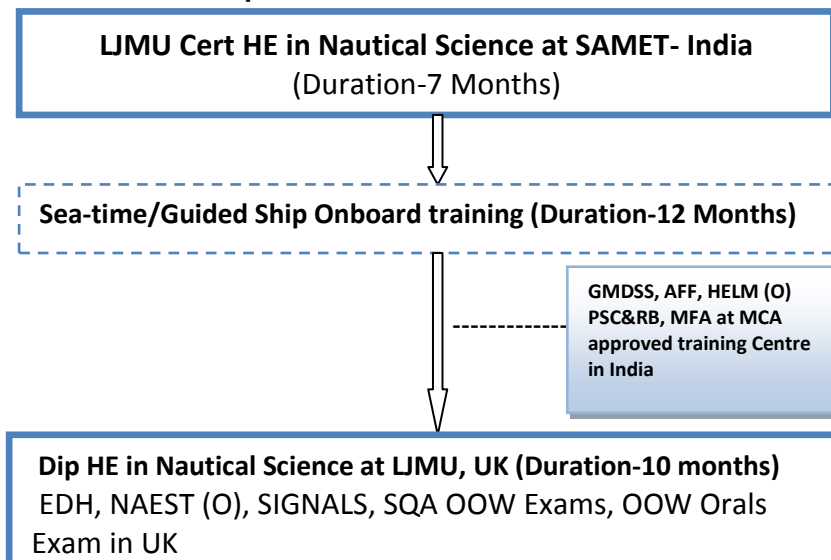 LJMU Cert HE in Nautical Science at SAMET- India
(Duration-7 Months)
Sea-time/Guided Ship Onboard training (Duration-12 Months)
GMDSS, AFF, HELM (O)
PSC&RB, MFA at MCA
approved training Centre
in India
Dip HE in Nautical Science at LJMU, UK (Duration-10 months)
EDH, NAEST (O), SIGNALS, SQA OOW Exams, OOW Orals
Exam in UK